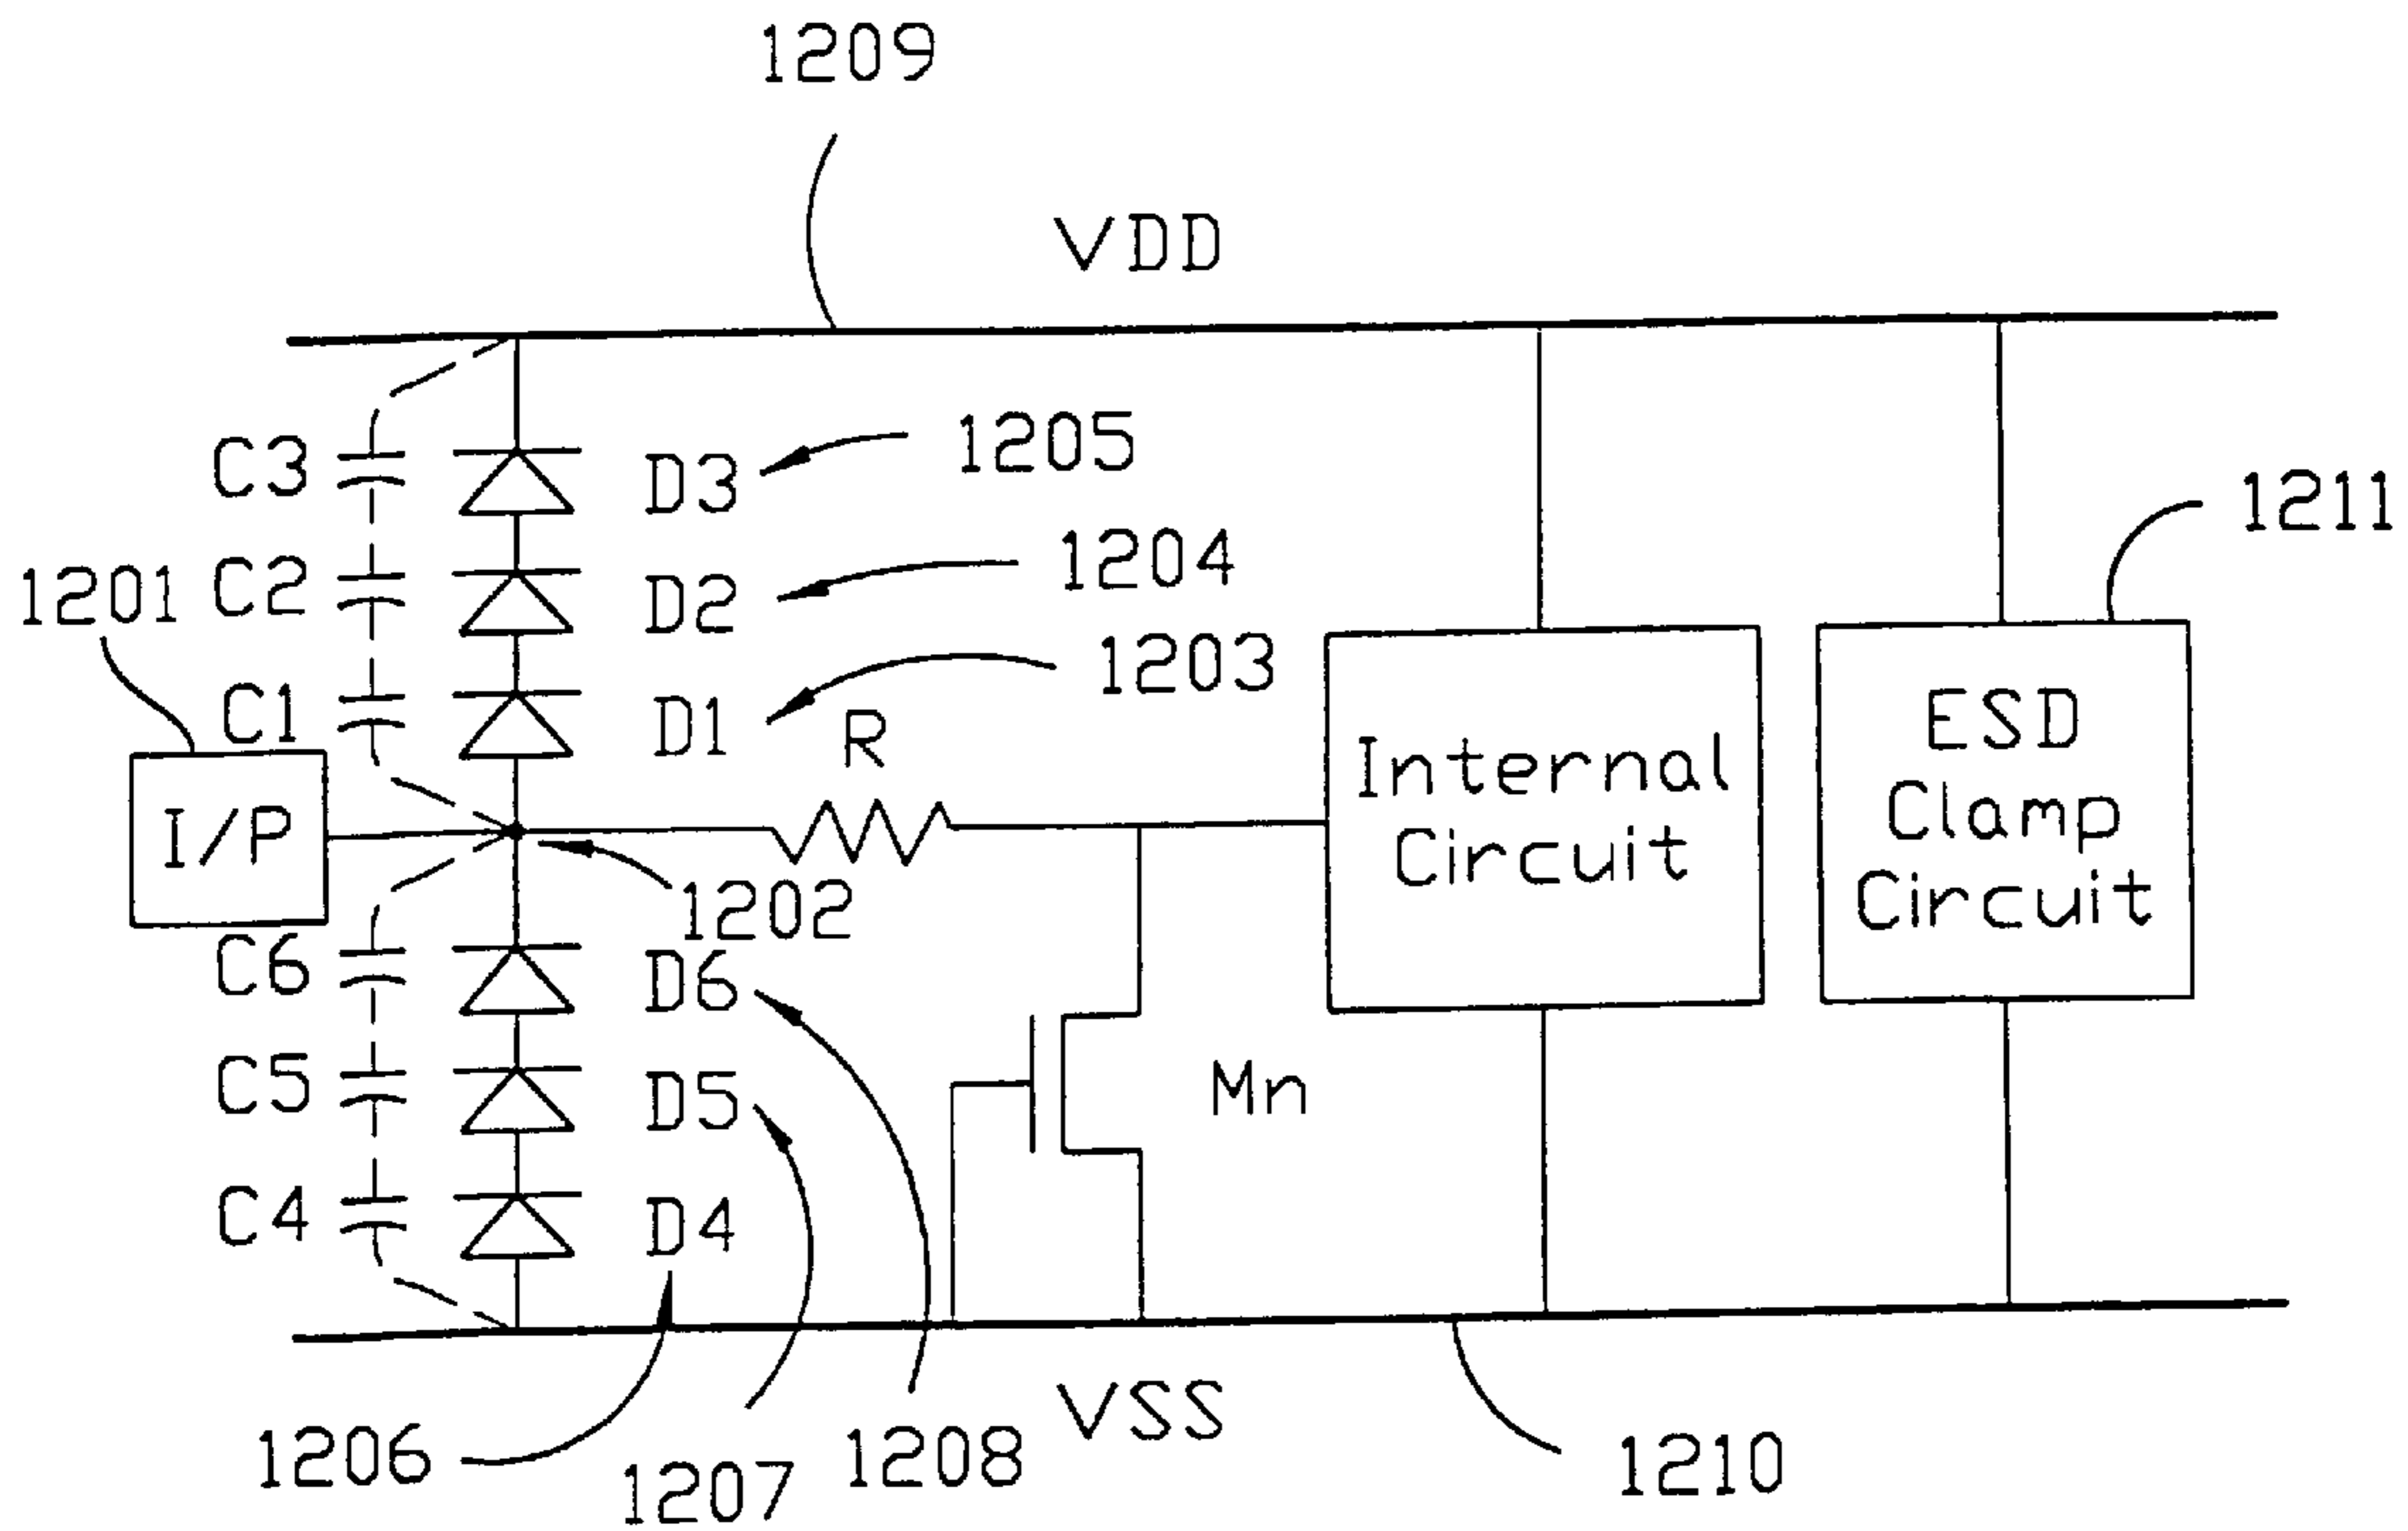 1209
VDD
C3
D3
1205
1211
1201
C2
D2
1204
C1
D1
1203
R
I/P
Internal
Circuit
ESD
Clamp
Circuit
1202
C6
D6
C5
D5
Mn
C4
D4
VSS
1206
1207
1208
1210